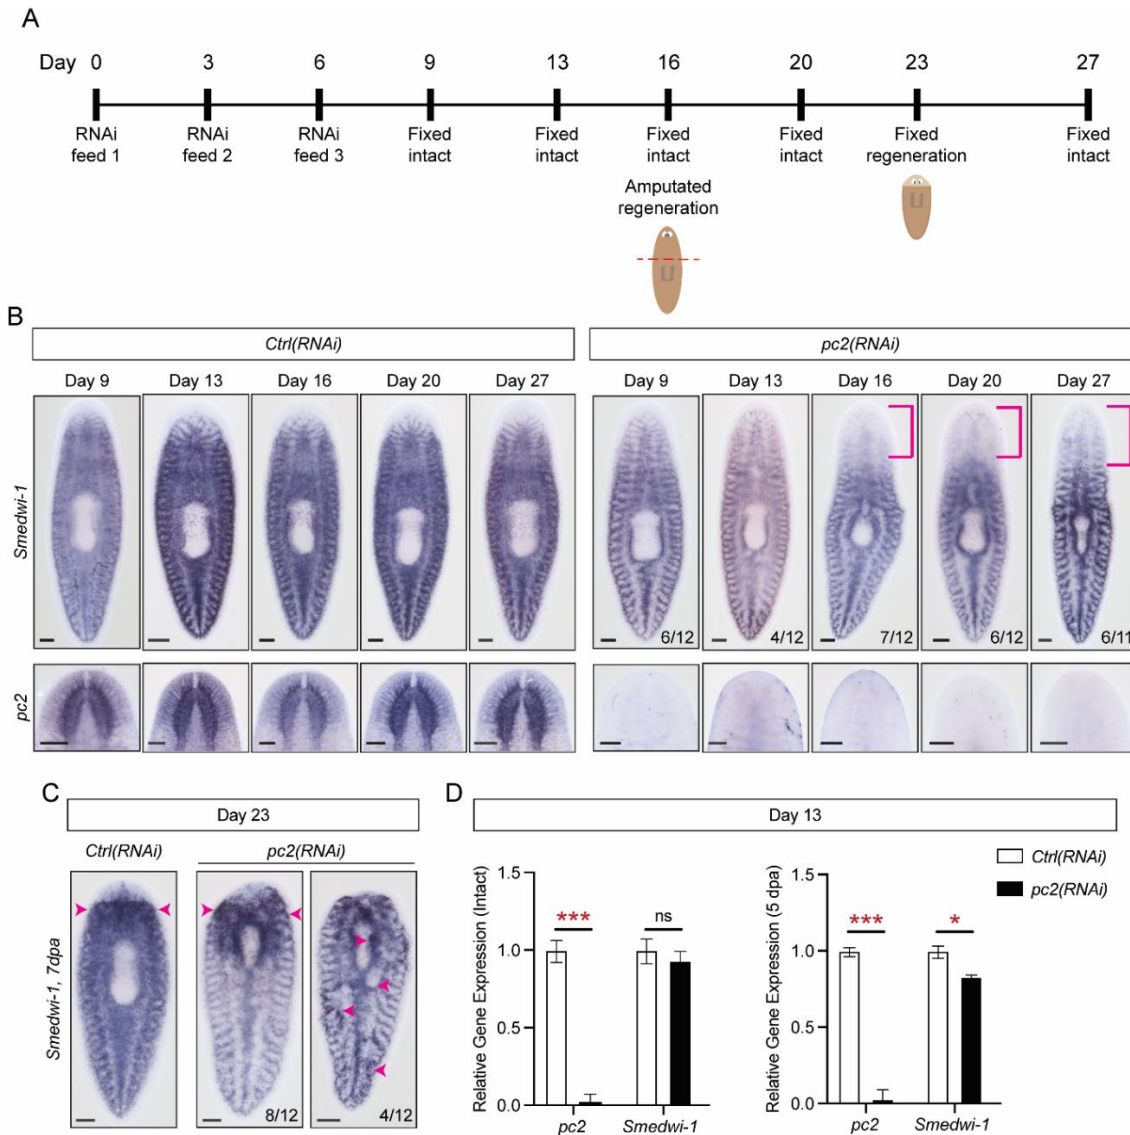 A
Day 0 3 6 9 13 16 20 23 27
RNAi feed 1
RNAi feed 2
RNAi feed 3
Fixed intact
Fixed intact
Fixed intact
Fixed intact
Fixed regeneration
Fixed intact
Amputated regeneration
B
Ctrl(RNAi)
pc2(RNAi)
Day 9 Day 13 Day 16 Day 20 Day 27
Day 9 Day 13 Day 16 Day 20 Day 27
Smedwi-1
6/12 4/12 7/12 6/12 6/11
pc2
C
Day 23
Ctrl(RNAi) pc2(RNAi)
Smedwi-1, 7dpa
8/12 4/12
D
Day 13
Relative Gene Expression (Intact)
1.5
1.0
0.5
0.0
***
ns
pc2 Smedwi-1
Relative Gene Expression (5 dpa)
1.5
1.0
0.5
0.0
***
*
pc2 Smedwi-1
Ctrl(RNAi)
pc2(RNAi)